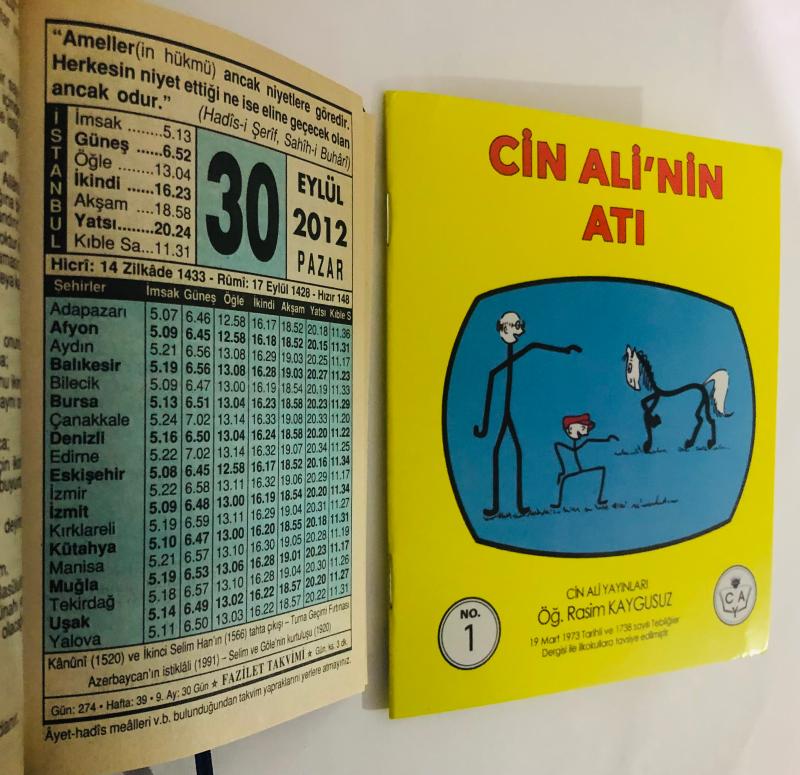 "Ameller(in hükmü) ancak niyetlere göredir.
Herkesin niyet ettiği ne ise eline geçecek olan
ancak odur."
(Hadîs-i Şerîf, Sahîh-i Buhârî)
İSTANBUL
İmsak ........5.13
Güneş ......6.52
Öğle ........13.04
İkindi ......16.23
Akşam ....18.58
Yatsı.......20.24
Kıble Sa...11.31
30
EYLÜL
2012
PAZAR
Hicrî: 14 Zilkâde 1433 - Rûmî: 17 Eylül 1428 - Hızır 148
Şehirler İmsak Güneş Öğle İkindi Akşam Yatsı Kıble S
Adapazarı 5.07 6.46 12.58 16.17 18.52 20.18 11.36
Afyon 5.09 6.45 12.58 16.18 18.52 20.15 11.31
Aydın 5.21 6.56 13.08 16.29 19.03 20.25 11.17
Balıkesir 5.19 6.56 13.08 16.28 19.03 20.27 11.23
Bilecik 5.09 6.47 13.00 16.19 18.54 20.19 11.33
Bursa 5.13 6.51 13.04 16.23 18.58 20.23 11.29
Çanakkale 5.24 7.02 13.14 16.33 19.08 20.33 11.20
Denizli 5.16 6.50 13.04 16.24 18.58 20.20 11.22
Edirne 5.22 7.02 13.14 16.32 19.07 20.34 11.25
Eskişehir 5.08 6.45 12.58 16.17 18.52 20.16 11.34
İzmir 5.22 6.58 13.11 16.32 19.06 20.29 11.17
İzmit 5.09 6.48 13.00 16.19 18.54 20.20 11.34
Kırklareli 5.19 6.59 13.11 16.29 19.04 20.31 11.27
Kütahya 5.10 6.47 13.00 16.20 18.55 20.18 11.31
Manisa 5.21 6.57 13.10 16.30 19.05 20.28 11.19
Muğla 5.19 6.53 13.06 16.28 19.01 20.23 11.17
Tekirdağ 5.18 6.57 13.10 16.28 19.04 20.30 11.26
Uşak 5.14 6.49 13.02 16.22 18.57 20.20 11.27
Yalova 5.11 6.50 13.03 16.22 18.57 20.22 11.31
Kânûnî (1520) ve İkinci Selim Han'ın (1566) tahta çıkışı – Turna Geçimi Fırtınası
Azerbaycan'ın istiklâli (1991) – Selim ve Göle'nin kurtuluşu (1920)
Gün: 274 • Hafta: 39 • 9. Ay: 30 Gün ★ FAZİLET TAKVİMİ ★ Gün. ks. 3 dk.
Âyet-hadîs meâlleri v.b. bulunduğundan takvim yapraklarını yerlere atmayınız.
CİN ALİ'NİN
ATI
CİN ALİ YAYINLARI
Öğ. Rasim KAYGUSUZ
19 Mart 1973 Tarihli ve 1738 sayılı Tebliğler
Dergisi ile ilkokullara tavsiye edilmiştir.
NO.
1
C A
Y